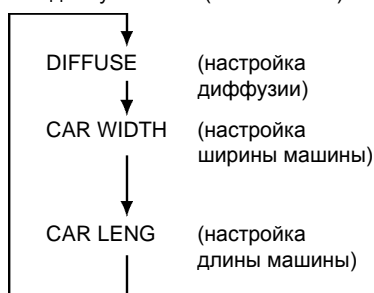 DIFFUSE (настройка
диффузии)
CAR WIDTH (настройка
ширины машины)
CAR LENG (настройка
длины машины)